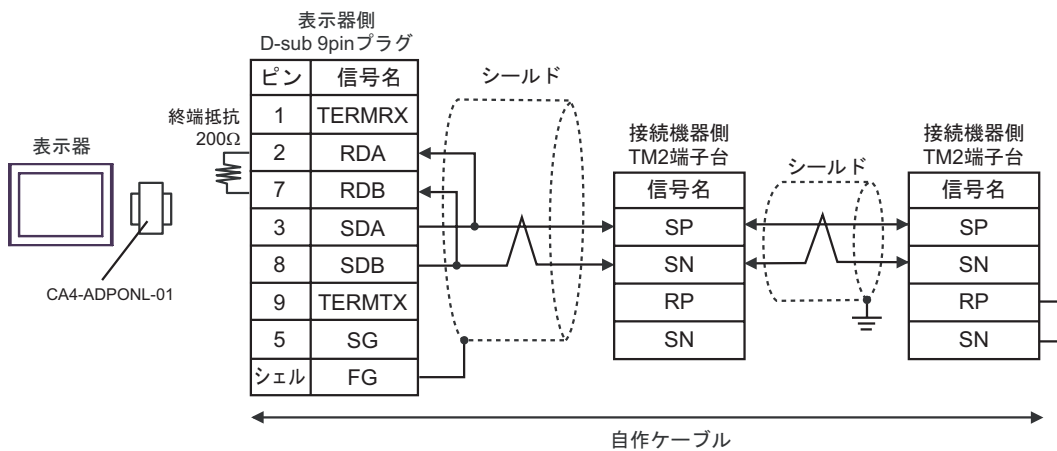 表示器側
D-sub 9pinプラグ
ピン 信号名
1 TERMRX
2 RDA
7 RDB
3 SDA
8 SDB
9 TERMTX
5 SG
シェル FG
終端抵抗
200Ω
表示器
CA4-ADPONL-01
シールド
接続機器側
TM2端子台
信号名
SP
SN
RP
SN
シールド
接続機器側
TM2端子台
信号名
SP
SN
RP
SN
自作ケーブル